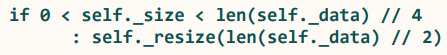 if 0 < self._size < len(self._data) // 4
: self._resize(len(self._data) // 2)